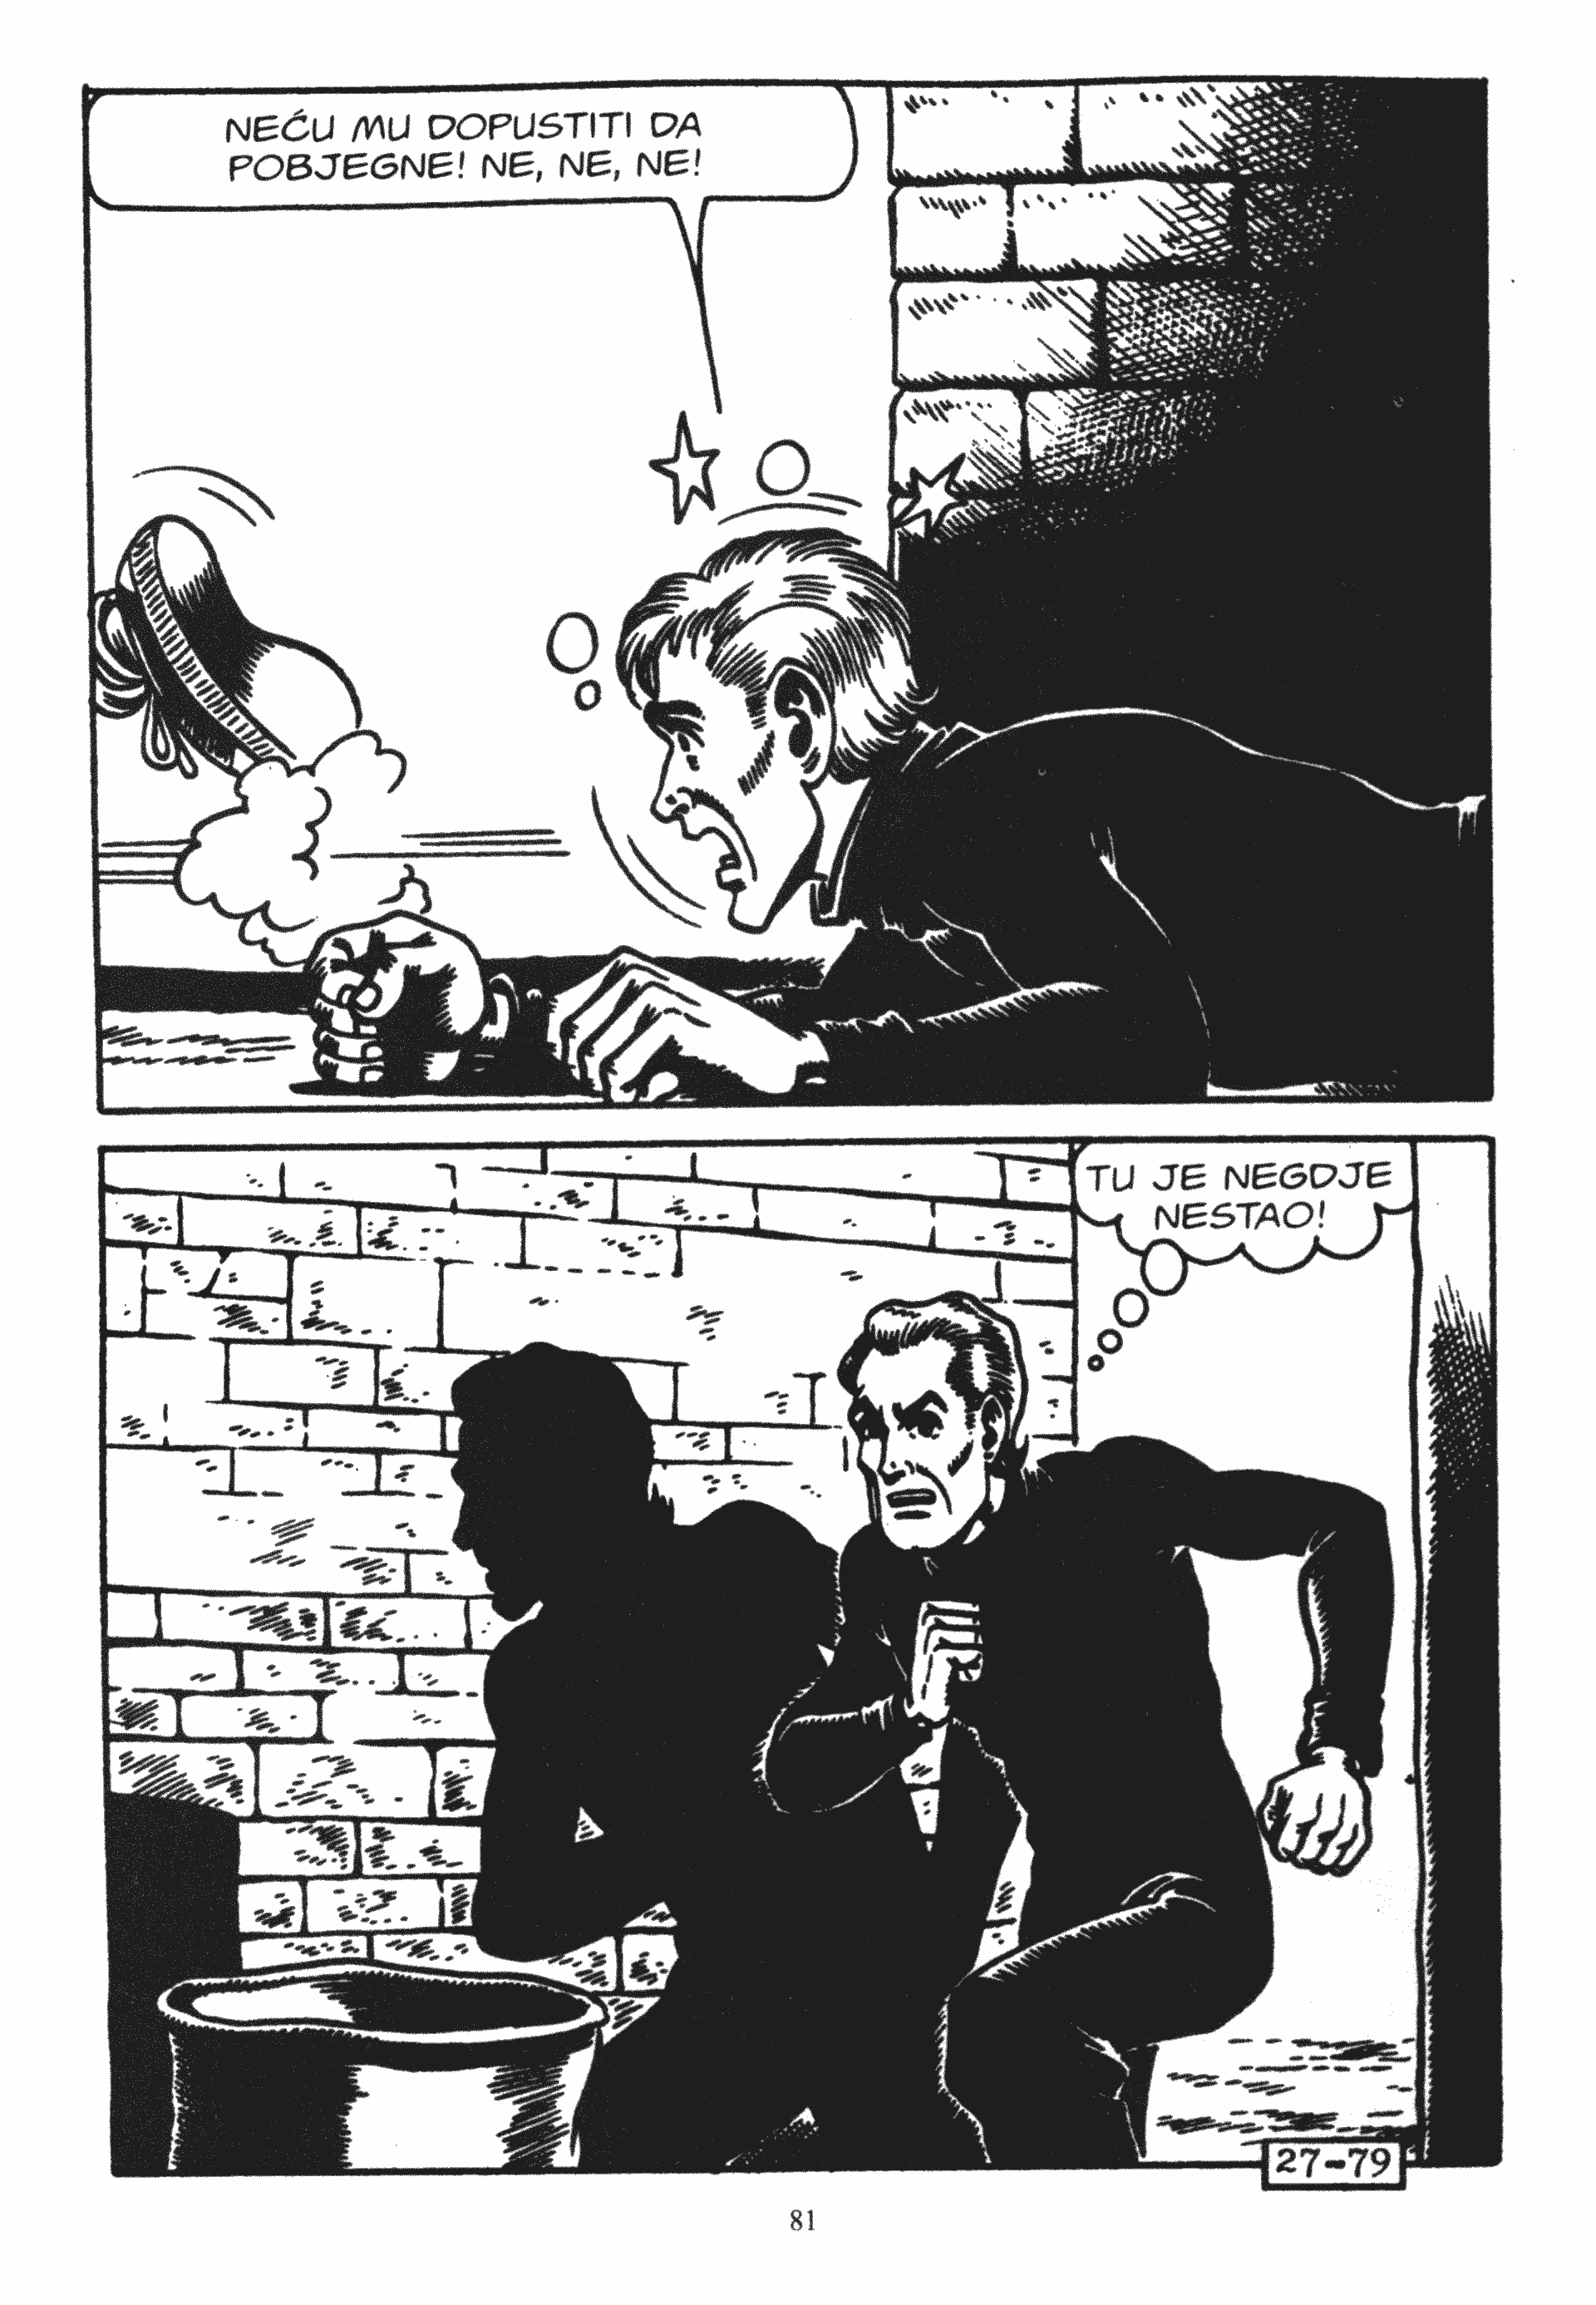 NEĆU MU DOPUSTITI DA
POBJEGNE! NE, NE, NE!
TU JE NEGDJE
NESTAO!
27-79
81